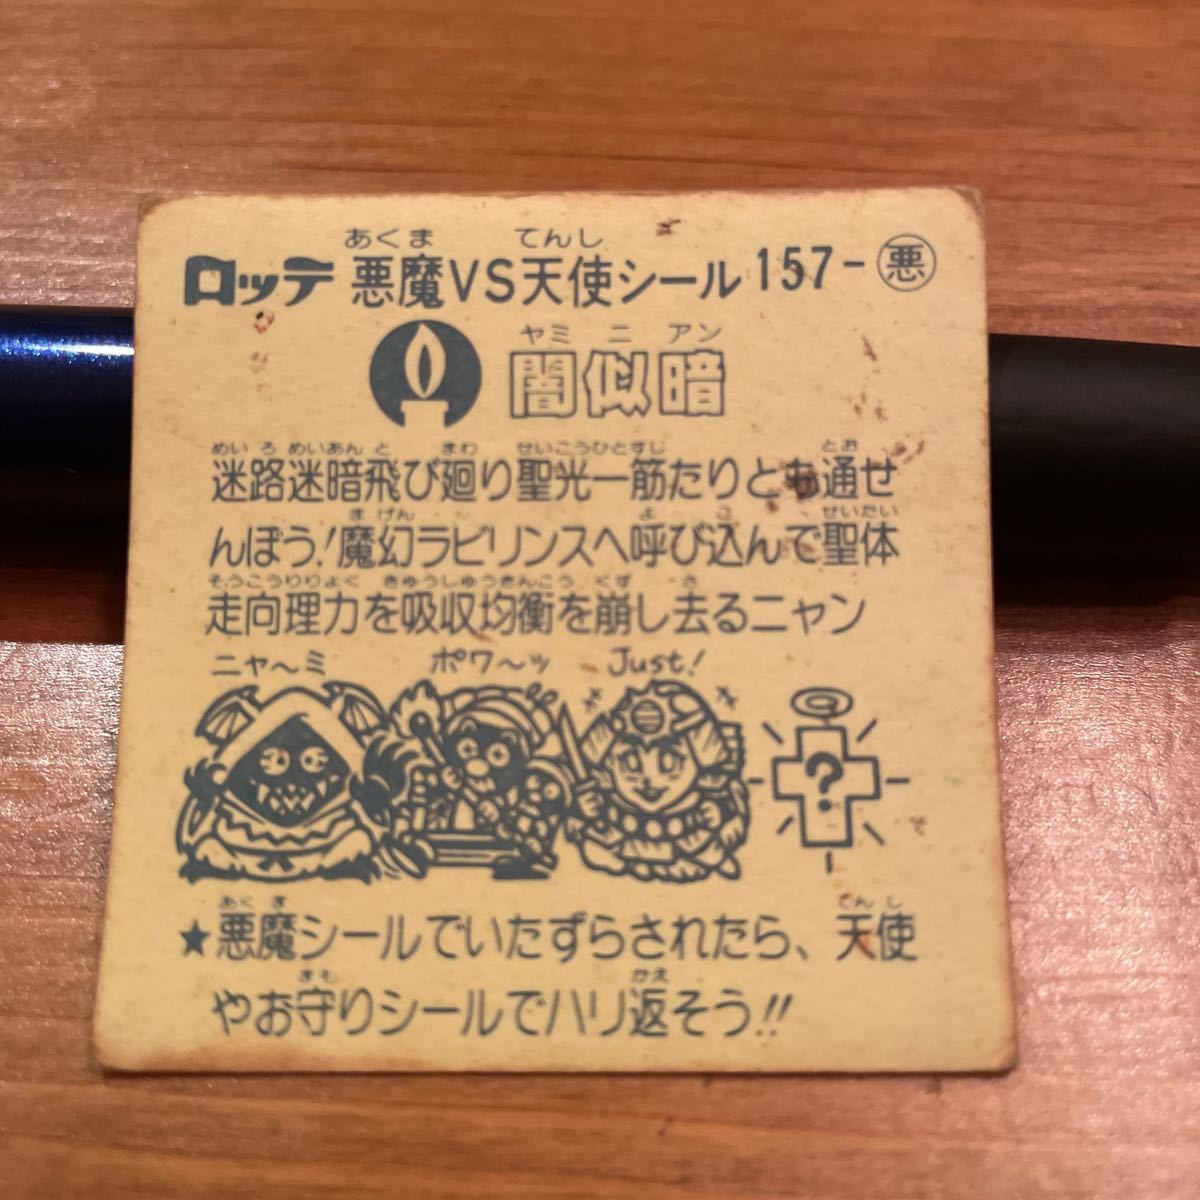 あくま てんし
ロッテ 悪魔VS天使シール 157-悪
ヤミ ニ アン
闇似暗
めいろ めいあん と まわ せいこうひとすじ とお
迷路迷暗飛び廻り聖光一筋たりとも通せ
まげん よ こ せいたい
んぼう!魔幻ラビリンスへ呼び込んで聖体
そうこうりりょく きゅうしゅうきんこう くず さ
走向理力を吸収均衡を崩し去るニャン
ニャ〜ミ ポワ〜ッ Just!
?
あくま てんし
★悪魔シールでいたずらされたら、天使
まも かえ
やお守りシールでハリ返そう!!